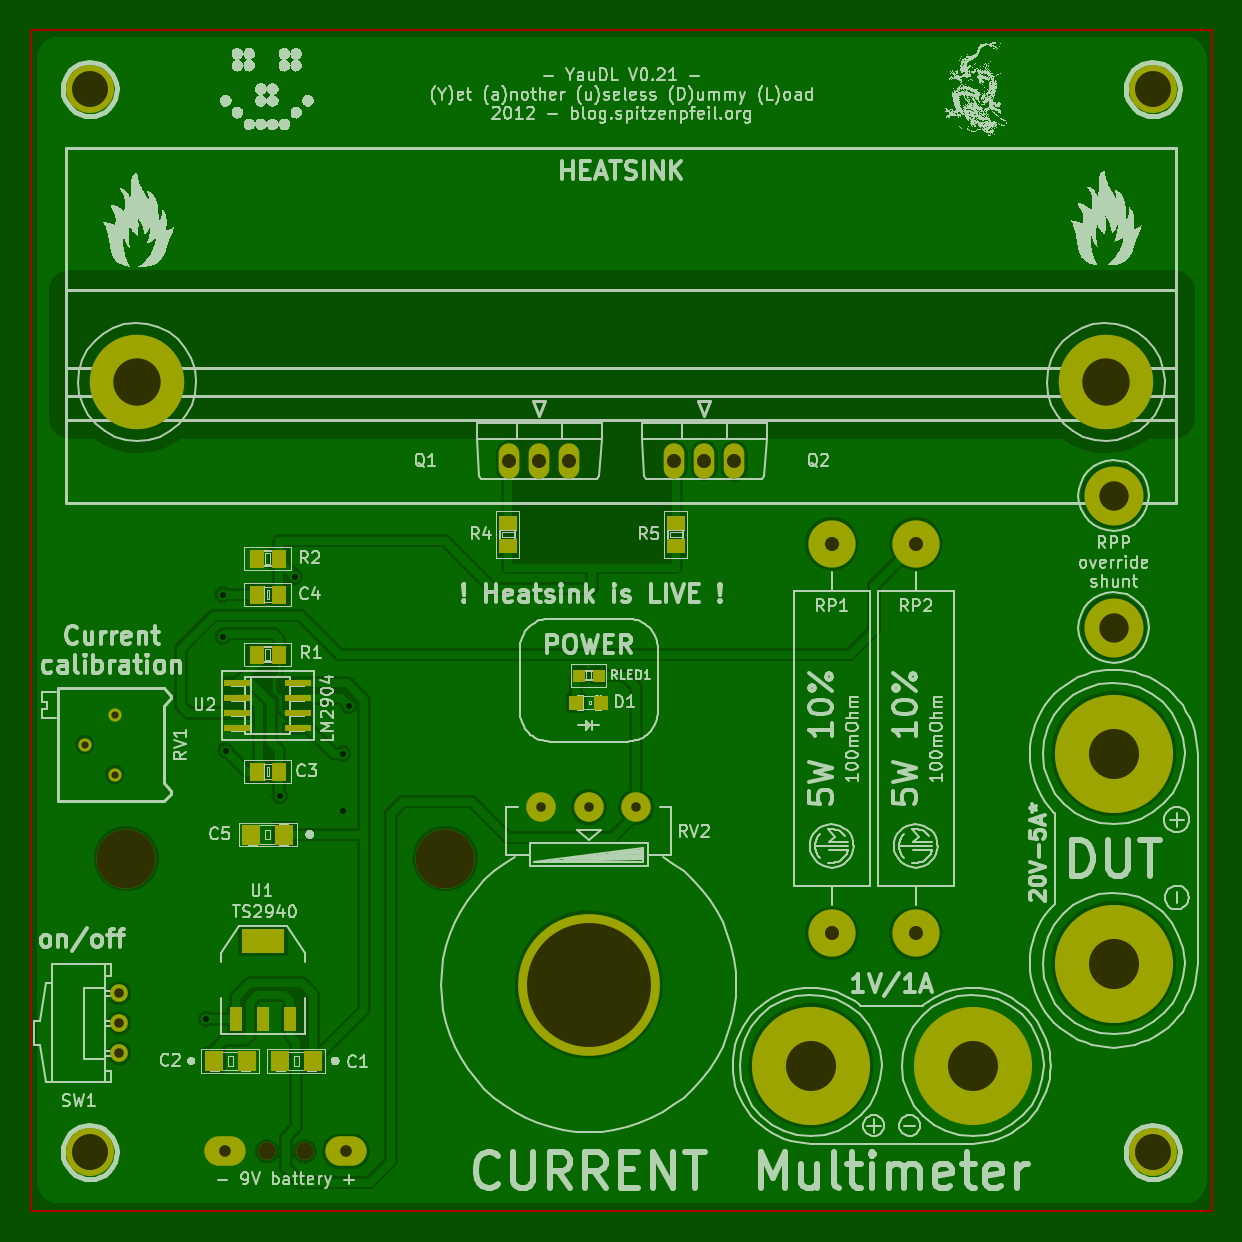 - YauDL V0.21 -
(Y)et (a)nother (u)seless (D)ummy (L)oad
2012 - blog.spitzenpfeil.org
HEATSINK
Q1
Q2
R4
R5
RPP
override
shunt
R2
C4
! Heatsink is LIVE !
RP1
RP2
Current
calibration
POWER
R1
RLED1
D1
U2
LM2904
RV1
5W 10%
100mOhm
5W 10%
100mOhm
C3
C5
RV2
20V-5A*
+
DUT
-
U1
TS2940
on/off
1V/1A
C2
C1
SW1
+
-
- 9V battery +
CURRENT
Multimeter